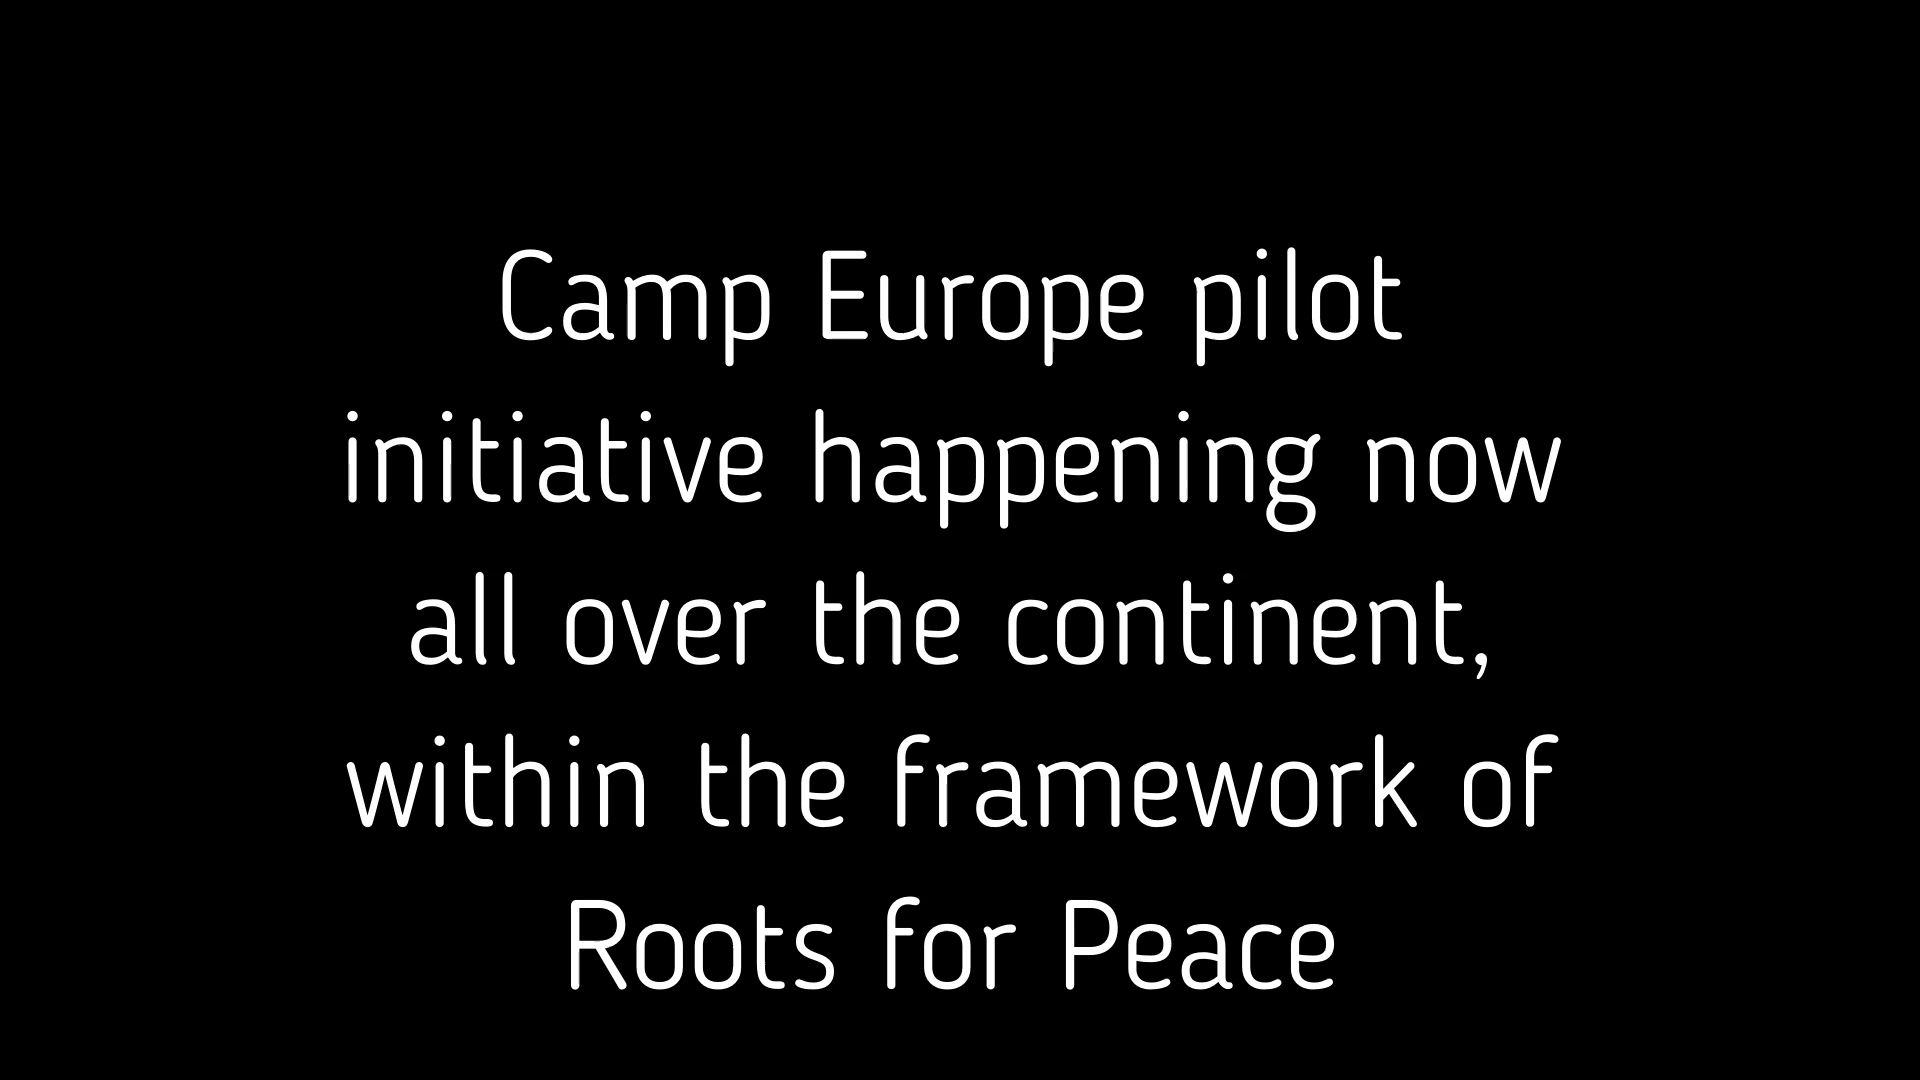 Camp Europe pilot
initiative happening now
all over the continent,
within the framework of
Roots for Peace